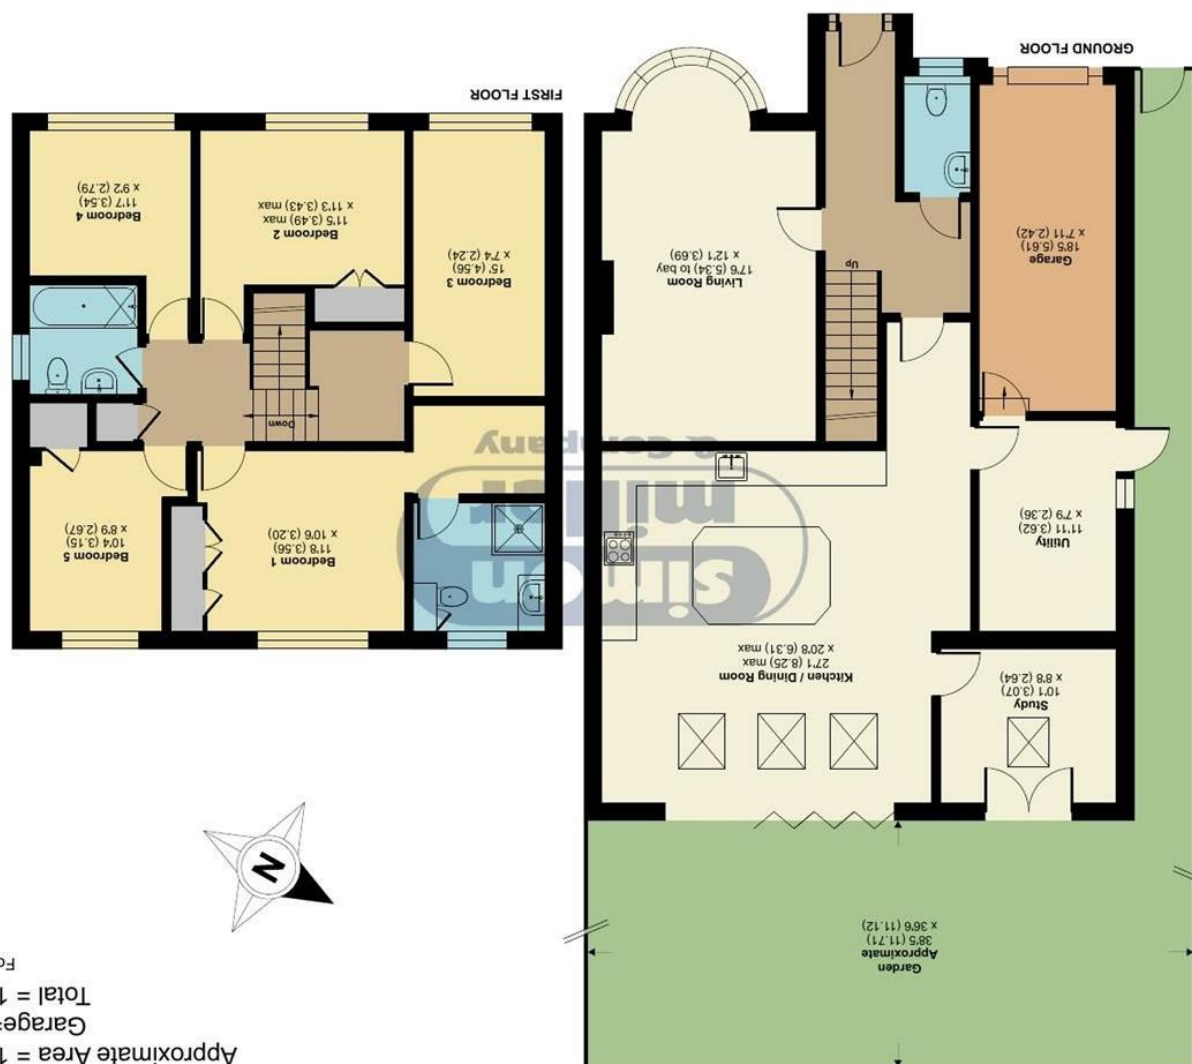 Approximate Area = 1
Garage
Total = 1
Fo
Garden
Approximate
38'5 (11.71)
x 36'6 (11.12)
N
Study
10'1 (3.07)
x 8'8 (2.64)
Kitchen / Dining Room
27'1 (8.25) max
x 20'8 (6.31) max
Utility
11'11 (3.62)
x 7'9 (2.36)
simon
miller
& company
Garage
18'5 (5.61)
x 7'11 (2.42)
Up
Living Room
17'6 (5.34) to bay
x 12'1 (3.69)
GROUND FLOOR
Bedroom 1
11'8 (3.56)
x 10'6 (3.20)
Bedroom 5
10'4 (3.15)
x 8'9 (2.67)
Down
Bedroom 3
15' (4.56)
x 7'4 (2.24)
Bedroom 2
11'5 (3.49) max
x 11'3 (3.43) max
Bedroom 4
11'7 (3.54)
x 9'2 (2.79)
FIRST FLOOR